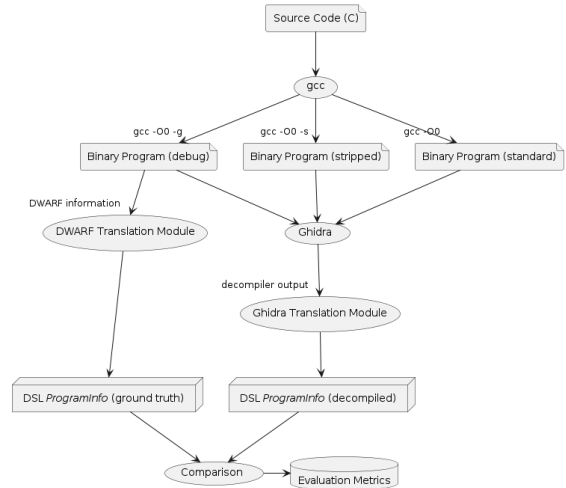 Source Code (C)
gcc
gcc -O0 -g
gcc -O0 -s
gcc -O0
Binary Program (debug)
Binary Program (stripped)
Binary Program (standard)
DWARF information
DWARF Translation Module
Ghidra
decompiler output
Ghidra Translation Module
DSL ProgramInfo (ground truth)
DSL ProgramInfo (decompiled)
Comparison
Evaluation Metrics